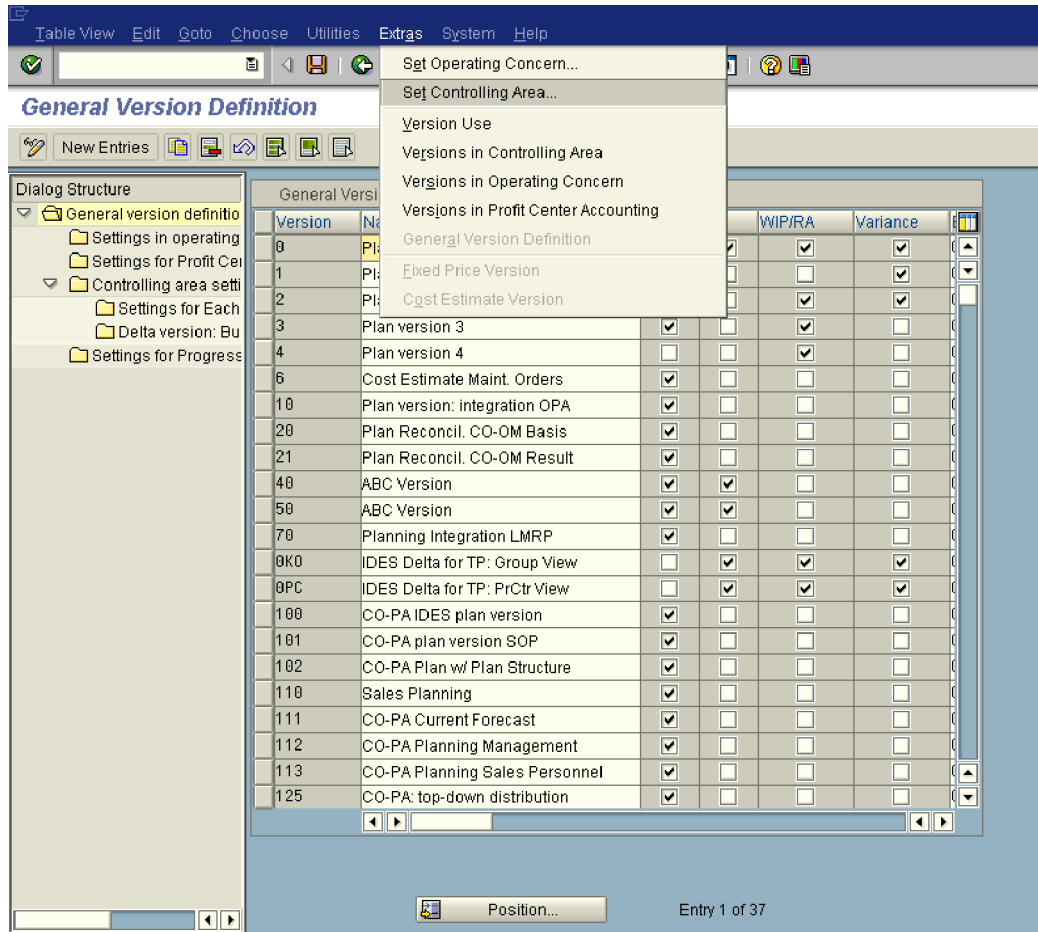 Table View Edit Goto Choose Utilities Extras System Help
Set Operating Concern...
Set Controlling Area...
Version Use
Versions in Controlling Area
Versions in Operating Concern
Versions in Profit Center Accounting
General Version Definition
Fixed Price Version
Cost Estimate Version
General Version Definition
New Entries
Dialog Structure
General version definitio
Settings in operating
Settings for Profit Cer
Controlling area setti
Settings for Each
Delta version: Bu
Settings for Progress
General Versi
Version WIP/RA Variance
0
1
2
3 Plan version 3
4 Plan version 4
6 Cost Estimate Maint. Orders
10 Plan version: integration OPA
20 Plan Reconcil. CO-OM Basis
21 Plan Reconcil. CO-OM Result
40 ABC Version
50 ABC Version
70 Planning Integration LMRP
0KO IDES Delta for TP: Group View
0PC IDES Delta for TP: PrCtr View
100 CO-PA IDES plan version
101 CO-PA plan version SOP
102 CO-PA Plan w/ Plan Structure
110 Sales Planning
111 CO-PA Current Forecast
112 CO-PA Planning Management
113 CO-PA Planning Sales Personnel
125 CO-PA: top-down distribution
Position... Entry 1 of 37